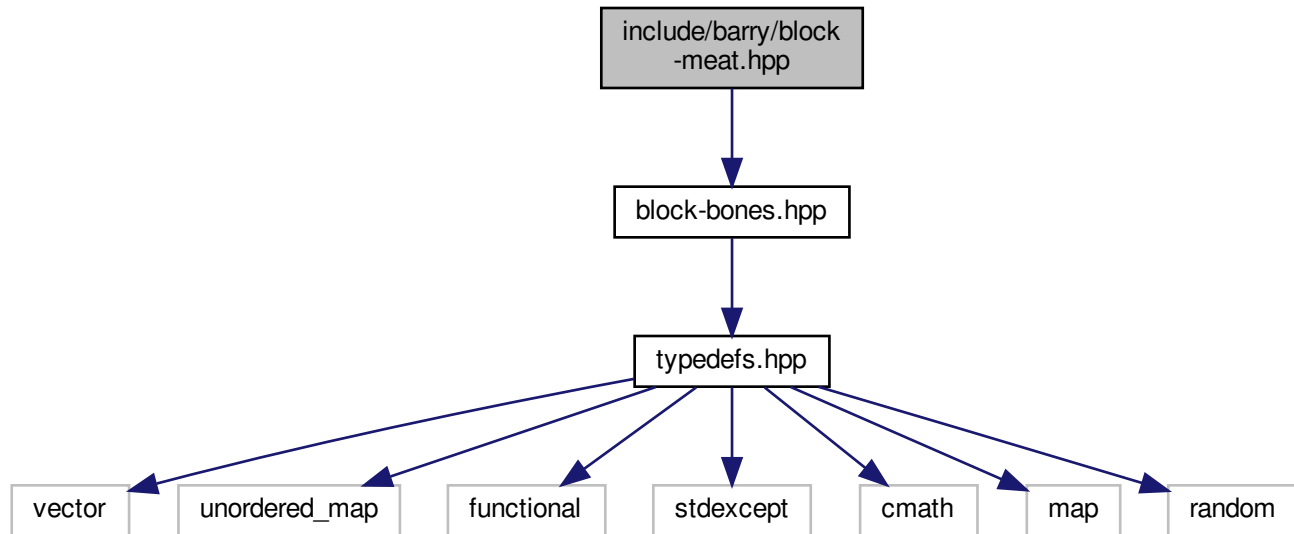 include/barry/block
-meat.hpp
block-bones.hpp
typedefs.hpp
vector
unordered_map
functional
stdexcept
cmath
map
random